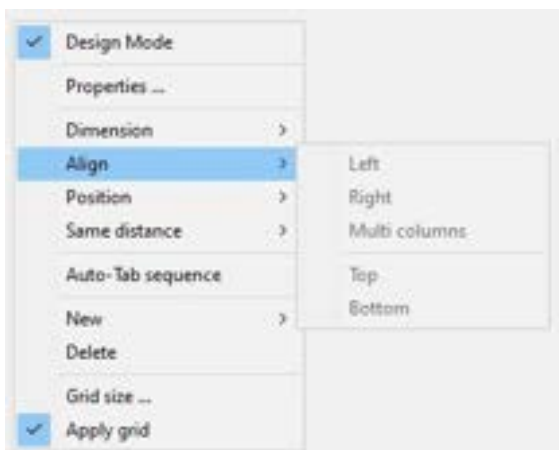 Design Mode
Properties ...
Dimension
Align
Position
Same distance
Auto-Tab sequence
New
Delete
Grid size ...
Apply grid
Left
Right
Multi columns
Top
Bottom